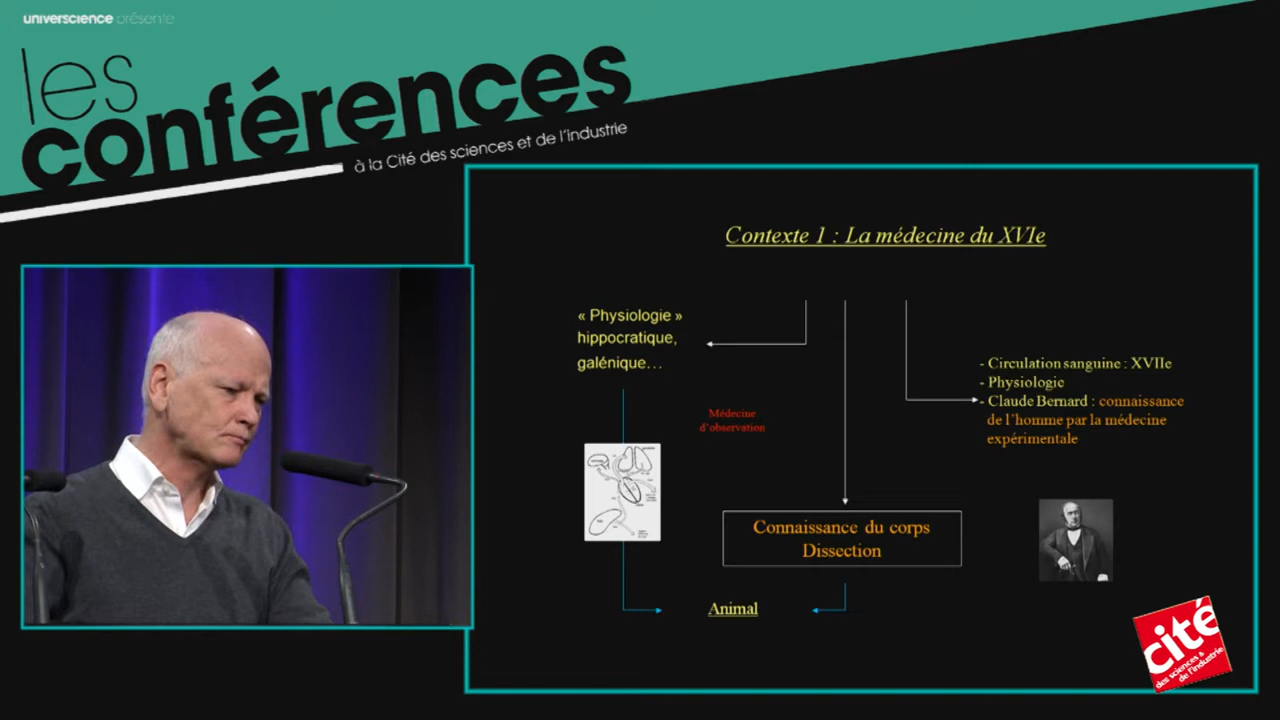 universcience présente
les
conférences
à la Cité des sciences et de l'industrie
Contexte 1 : La médecine du XVIe
« Physiologie »
hippocratique,
galénique…
- Circulation sanguine : XVIIe
- Physiologie
- Claude Bernard : connaissance
de l'homme par la médecine
expérimentale
Médecine
d'observation
Connaissance du corps
Dissection
Animal
cité
des sciences &
de l'industrie